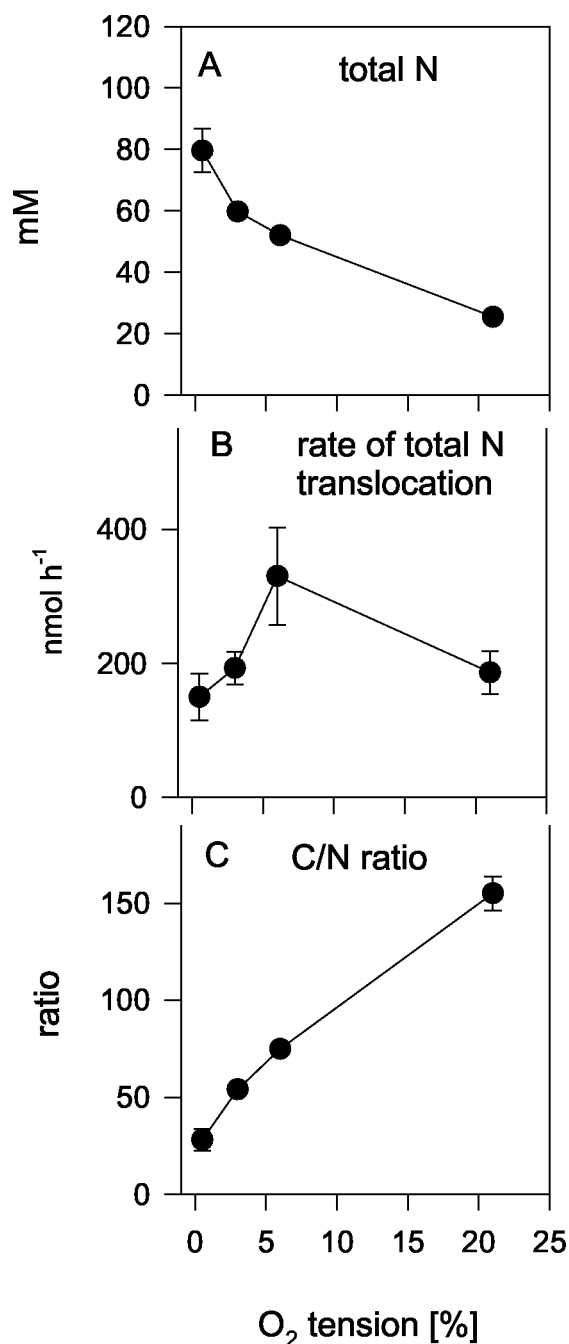 120
A
total N
100
80
60
40
20
0
mM
B
rate of total N
translocation
400
200
0
nmol h⁻¹
C
C/N ratio
150
100
50
0
ratio
0 5 10 15 20 25
O₂ tension [%]